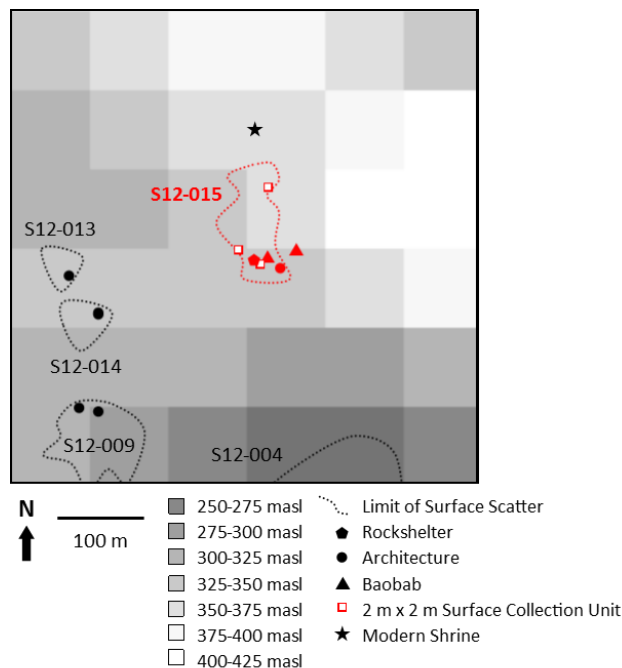 S12-015
S12-013
S12-014
S12-009
S12-004
N
100 m
250-275 masl
275-300 masl
300-325 masl
325-350 masl
350-375 masl
375-400 masl
400-425 masl
Limit of Surface Scatter
Rockshelter
Architecture
Baobab
2 m x 2 m Surface Collection Unit
Modern Shrine